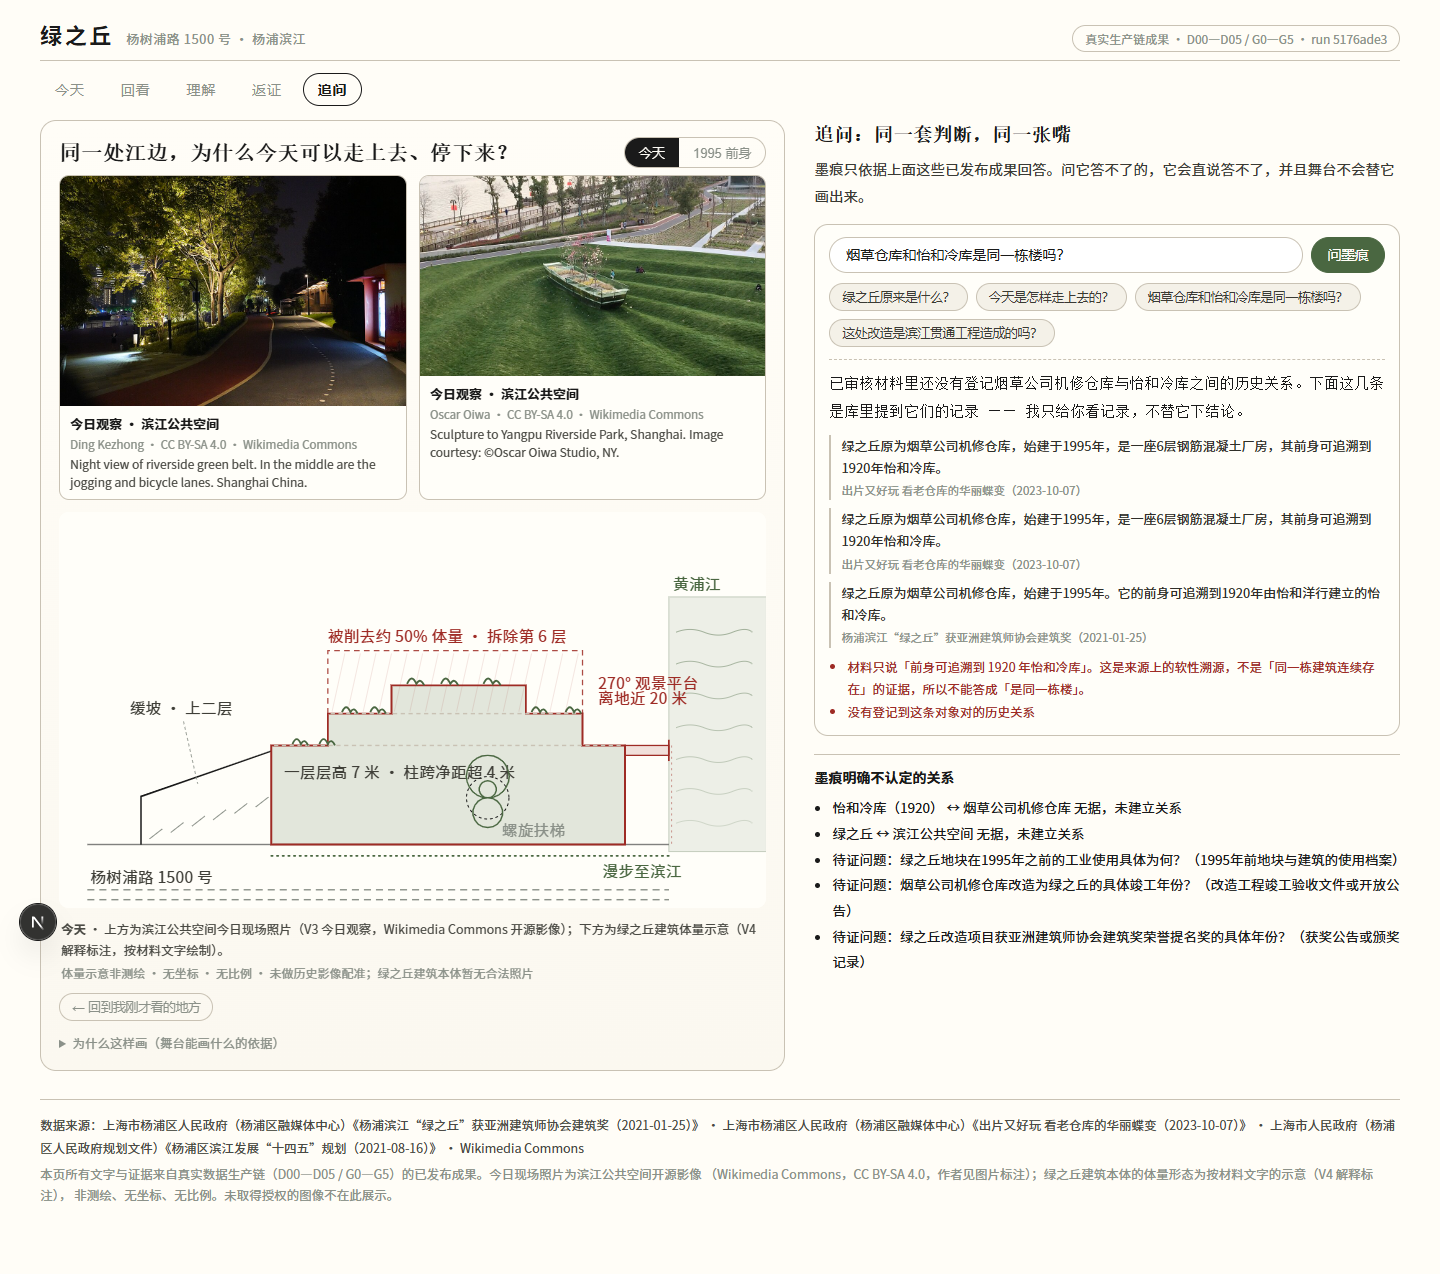 绿之丘 杨树浦路 1500 号 · 杨浦滨江
真实生产链成果 · D00—D05 / G0—G5 · run 5176ade3
今天 回看 理解 返证 追问
同一处江边，为什么今天可以走上去、停下来？
今天 1995 前身
今日观察 · 滨江公共空间
Ding Kezhong · CC BY-SA 4.0 · Wikimedia Commons
Night view of riverside green belt. In the middle are the
jogging and bicycle lanes. Shanghai China.
今日观察 · 滨江公共空间
Oscar Oiwa · CC BY-SA 4.0 · Wikimedia Commons
Sculpture to Yangpu Riverside Park, Shanghai. Image
courtesy: ©Oscar Oiwa Studio, NY.
黄浦江
被削去约 50% 体量 · 拆除第 6 层
270° 观景平台
离地近 20 米
缓坡 · 上二层
一层层高 7 米 · 柱跨净距超 4 米
螺旋扶梯
漫步至滨江
杨树浦路 1500 号
N
今天 · 上方为滨江公共空间今日现场照片（V3 今日观察，Wikimedia Commons 开源影像）；下方为绿之丘建筑体量示意（V4
解释标注，按材料文字绘制）。
体量示意非测绘 · 无坐标 · 无比例 · 未做历史影像配准；绿之丘建筑本体暂无合法照片
← 回到我刚才看的地方
▶ 为什么这样画（舞台能画什么的依据）
追问：同一套判断，同一张嘴
墨痕只依据上面这些已发布成果回答。问它答不了的，它会直说答不了，并且舞台不会替它
画出来。
烟草仓库和怡和冷库是同一栋楼吗？
问墨痕
绿之丘原来是什么？ 今天是怎样走上去的？ 烟草仓库和怡和冷库是同一栋楼吗？
这处改造是滨江贯通工程造成的吗？
已审核材料里还没有登记烟草公司机修仓库与怡和冷库之间的历史关系。下面这几条
是库里提到它们的记录 —— 我只给你看记录，不替它下结论。
绿之丘原为烟草公司机修仓库，始建于1995年，是一座6层钢筋混凝土厂房，其前身可追溯到
1920年怡和冷库。
出片又好玩 看老仓库的华丽蝶变（2023-10-07）
绿之丘原为烟草公司机修仓库，始建于1995年，是一座6层钢筋混凝土厂房，其前身可追溯到
1920年怡和冷库。
出片又好玩 看老仓库的华丽蝶变（2023-10-07）
绿之丘原为烟草公司机修仓库，始建于1995年。它的前身可追溯到1920年由怡和洋行建立的怡
和冷库。
杨浦滨江“绿之丘”获亚洲建筑师协会建筑奖（2021-01-25）
• 材料只说「前身可追溯到 1920 年怡和冷库」。这是来源上的软性溯源，不是「同一栋建筑连续存
在」的证据，所以不能答成「是同一栋楼」。
• 没有登记到这条对象对的历史关系
墨痕明确不认定的关系
• 怡和冷库（1920） ↔ 烟草公司机修仓库 无据，未建立关系
• 绿之丘 ↔ 滨江公共空间 无据，未建立关系
• 待证问题：绿之丘地块在1995年之前的工业使用具体为何？（1995年前地块与建筑的使用档案）
• 待证问题：烟草公司机修仓库改造为绿之丘的具体竣工年份？（改造工程竣工验收文件或开放公
告）
• 待证问题：绿之丘改造项目获亚洲建筑师协会建筑奖荣誉提名奖的具体年份？（获奖公告或颁奖
记录）
数据来源：上海市杨浦区人民政府（杨浦区融媒体中心）《杨浦滨江“绿之丘”获亚洲建筑师协会建筑奖（2021-01-25）》 · 上海市杨浦区人民政府（杨浦区融媒体中心）《出片又好玩 看老仓库的华丽蝶变（2023-10-07）》 · 上海市人民政府（杨浦
区人民政府规划文件）《杨浦区滨江发展“十四五”规划（2021-08-16）》 · Wikimedia Commons
本页所有文字与证据来自真实数据生产链（D00—D05 / G0—G5）的已发布成果。今日现场照片为滨江公共空间开源影像 （Wikimedia Commons，CC BY-SA 4.0，作者见图片标注）；绿之丘建筑本体的体量形态为按材料文字的示意（V4 解释标
注），非测绘、无坐标、无比例。未取得授权的图像不在此展示。